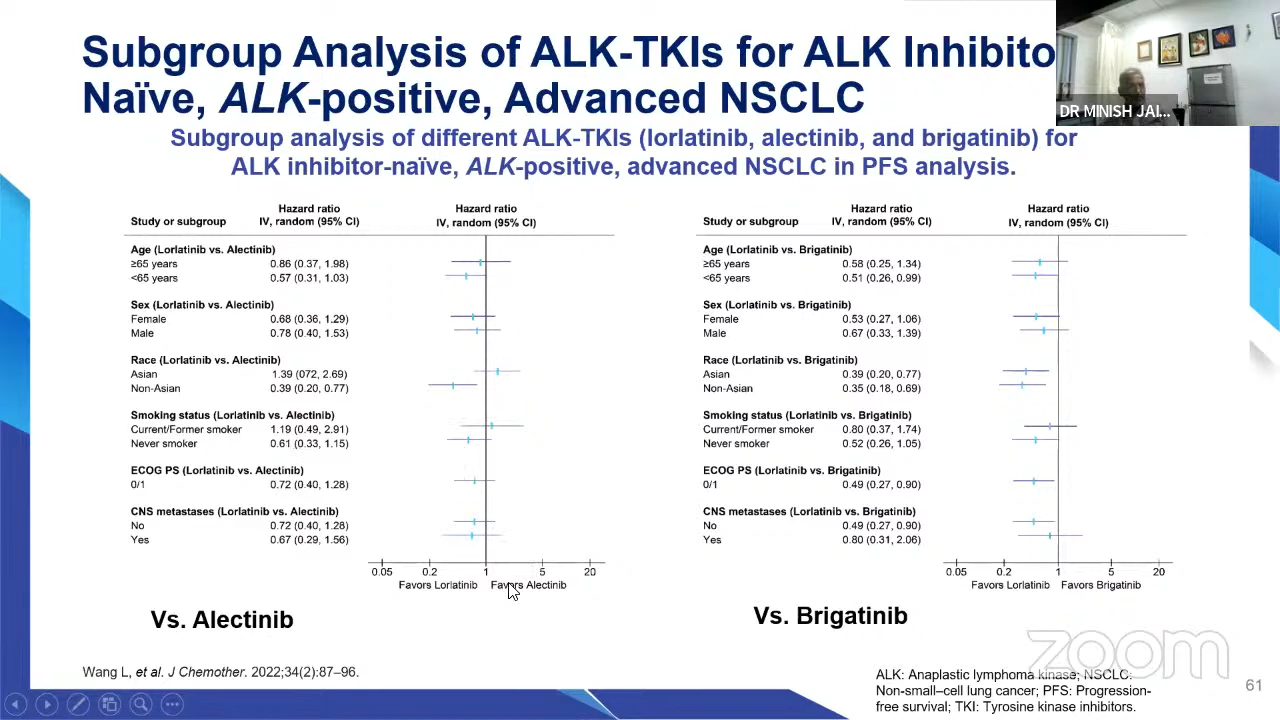 Subgroup Analysis of ALK-TKIs for ALK Inhibito
Naïve, ALK-positive, Advanced NSCLC
DR MINISH JAI...
Subgroup analysis of different ALK-TKIs (lorlatinib, alectinib, and brigatinib) for
ALK inhibitor-naïve, ALK-positive, advanced NSCLC in PFS analysis.
Hazard ratio Hazard ratio
Study or subgroup IV, random (95% CI) IV, random (95% CI)
Age (Lorlatinib vs. Alectinib)
≥65 years 0.86 (0.37, 1.98)
<65 years 0.57 (0.31, 1.03)
Sex (Lorlatinib vs. Alectinib)
Female 0.68 (0.36, 1.29)
Male 0.78 (0.40, 1.53)
Race (Lorlatinib vs. Alectinib)
Asian 1.39 (072, 2.69)
Non-Asian 0.39 (0.20, 0.77)
Smoking status (Lorlatinib vs. Alectinib)
Current/Former smoker 1.19 (0.49, 2.91)
Never smoker 0.61 (0.33, 1.15)
ECOG PS (Lorlatinib vs. Alectinib)
0/1 0.72 (0.40, 1.28)
CNS metastases (Lorlatinib vs. Alectinib)
No 0.72 (0.40, 1.28)
Yes 0.67 (0.29, 1.56)
0.05 0.2 1 5 20
Favors Lorlatinib Favors Alectinib
Vs. Alectinib
Hazard ratio Hazard ratio
Study or subgroup IV, random (95% CI) IV, random (95% CI)
Age (Lorlatinib vs. Brigatinib)
≥65 years 0.58 (0.25, 1.34)
<65 years 0.51 (0.26, 0.99)
Sex (Lorlatinib vs. Brigatinib)
Female 0.53 (0.27, 1.06)
Male 0.67 (0.33, 1.39)
Race (Lorlatinib vs. Brigatinib)
Asian 0.39 (0.20, 0.77)
Non-Asian 0.35 (0.18, 0.69)
Smoking status (Lorlatinib vs. Brigatinib)
Current/Former smoker 0.80 (0.37, 1.74)
Never smoker 0.52 (0.26, 1.05)
ECOG PS (Lorlatinib vs. Brigatinib)
0/1 0.49 (0.27, 0.90)
CNS metastases (Lorlatinib vs. Brigatinib)
No 0.49 (0.27, 0.90)
Yes 0.80 (0.31, 2.06)
0.05 0.2 1 5 20
Favors Lorlatinib Favors Brigatinib
Vs. Brigatinib
zoom
Wang L, et al. J Chemother. 2022;34(2):87–96.
ALK: Anaplastic lymphoma kinase; NSCLC:
Non-small–cell lung cancer; PFS: Progression-
free survival; TKI: Tyrosine kinase inhibitors.
61